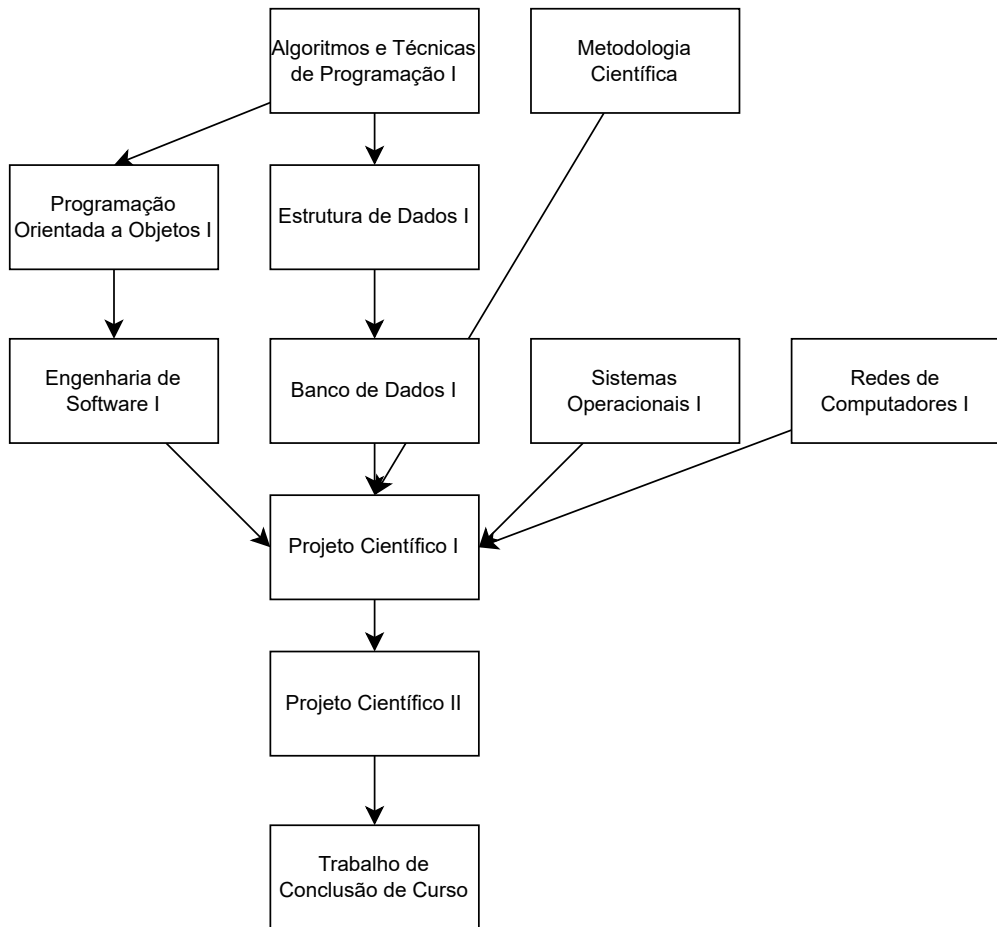 Algoritmos e Técnicas
de Programação I
Metodologia
Científica
Programação
Orientada a Objetos I
Estrutura de Dados I
Engenharia de
Software I
Banco de Dados I
Sistemas
Operacionais I
Redes de
Computadores I
Projeto Científico I
Projeto Científico II
Trabalho de
Conclusão de Curso